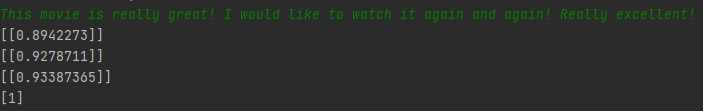 This movie is really great! I would like to watch it again and again! Really excellent!
[[0.8942273]]
[[0.9278711]]
[[0.93387365]]
[1]